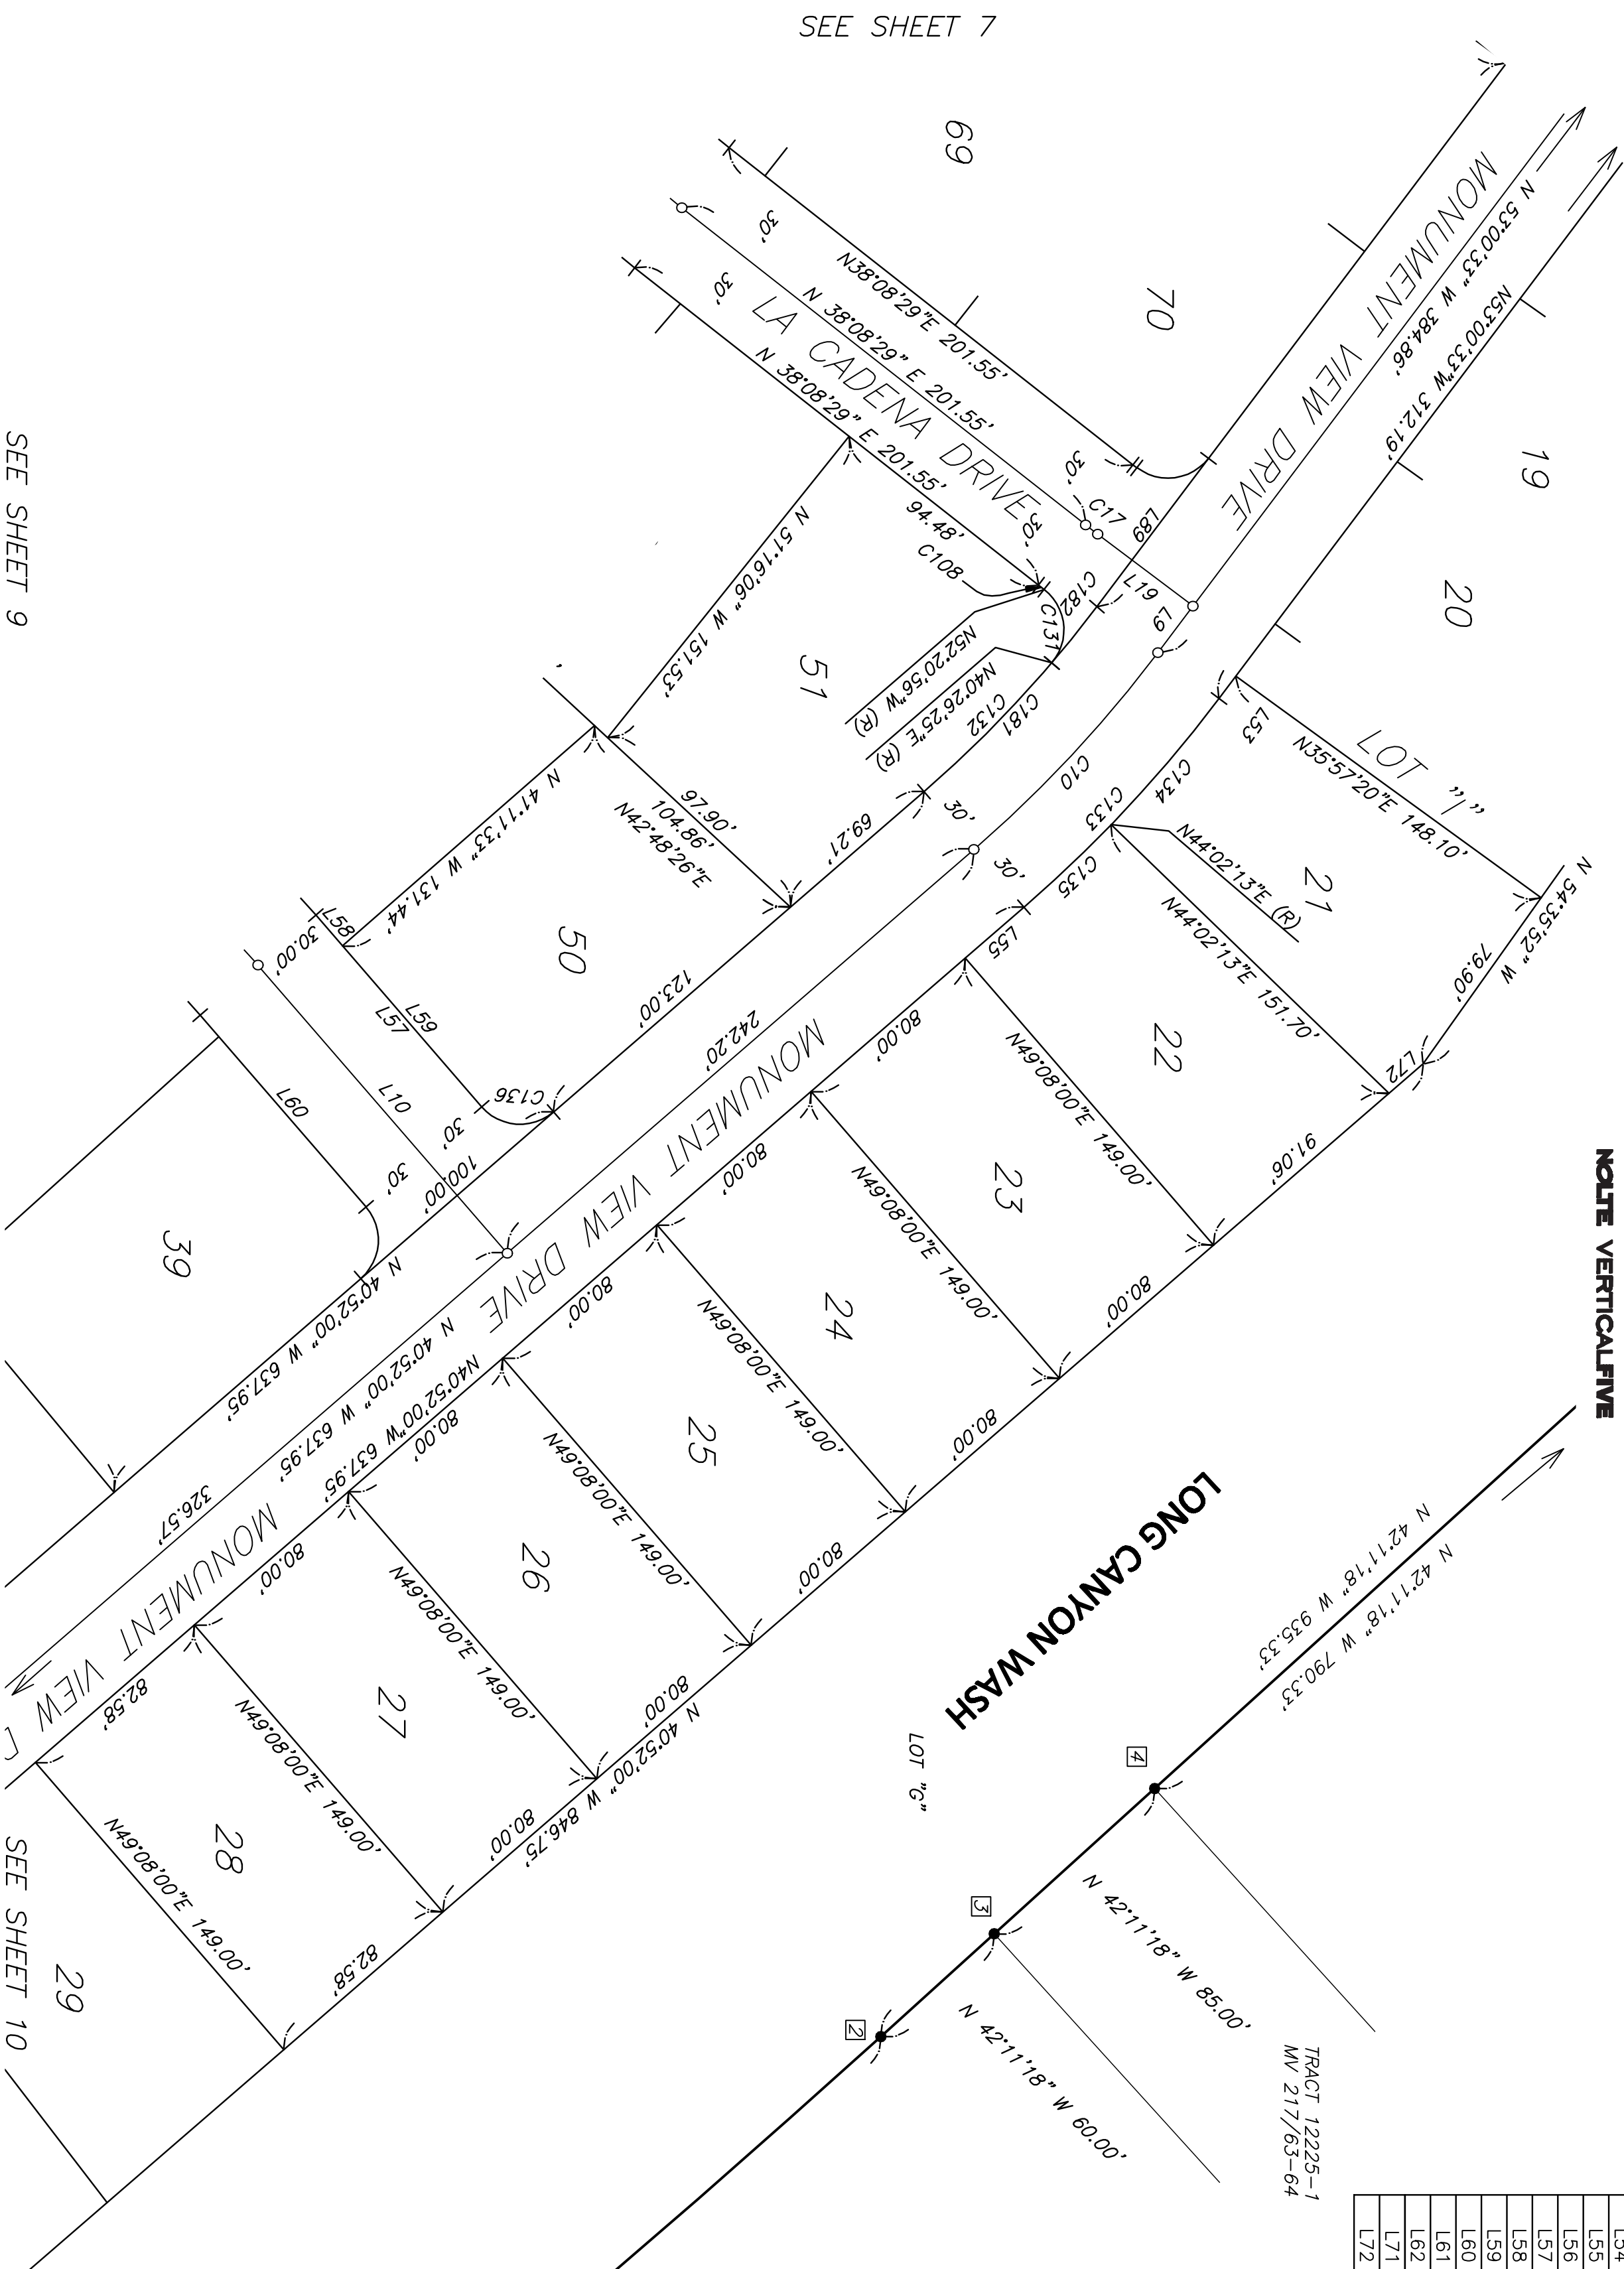 SEE SHEET 7
69
70
19
20
MONUMENT VIEW DRIVE
N 53°00'33" W 384.86'
N53°00'33"W 312.19'
30'
N38°08'29"E 201.55'
N 38°08'29" E 201.55'
30'
LA CADENA DRIVE
N 38°08'29" E 201.55'
94.48'
30'
30'
C17
L89
L19
L9
C182
C108
C131
N52°20'56"W (R)
N40°26'25"E (R)
C132
C181
51
N 51°16'06" W 151.53'
C10
L53
C134
C133
LOT "I"
N35°57'20"E 148.10'
N44°02'13"E (R)
21
N 54°35'52" W
79.90'
N44°02'13"E 151.70'
L72
C135
30'
30'
69.21'
97.90'
104.86'
N42°48'26"E
N 41°11'33" W 131.44'
L58
30.00'
50
L55
22
80.00'
N49°08'00"E 149.00'
91.06'
123.00'
242.20'
L59
L57
L10
C136
30'
L60
30'
100.00'
MONUMENT VIEW DRIVE
80.00'
23
N49°08'00"E 149.00'
80.00'
39
N 40°52'00" W 637.95'
N 40°52'00" W 637.95'
N40°52'00"W 637.95'
80.00'
24
N49°08'00"E 149.00'
80.00'
80.00'
25
N49°08'00"E 149.00'
80.00'
326.57'
MONUMENT VIEW D
80.00'
26
N49°08'00"E 149.00'
80.00'
N 40°52'00" W 846.75'
82.58'
27
N49°08'00"E 149.00'
80.00'
28
N49°08'00"E 149.00'
82.58'
29
SEE SHEET 9
SEE SHEET 10
NOLTE VERTICALFIVE
LONG CANYON WASH
LOT "G"
N 42°11'18" W 935.33'
N 42°11'18" W 790.33'
4
3
2
N 42°11'18" W 85.00'
N 42°11'18" W 60.00'
TRACT 12225-1
MV 217/63-64
L54
L55
L56
L57
L58
L59
L60
L61
L62
L71
L72